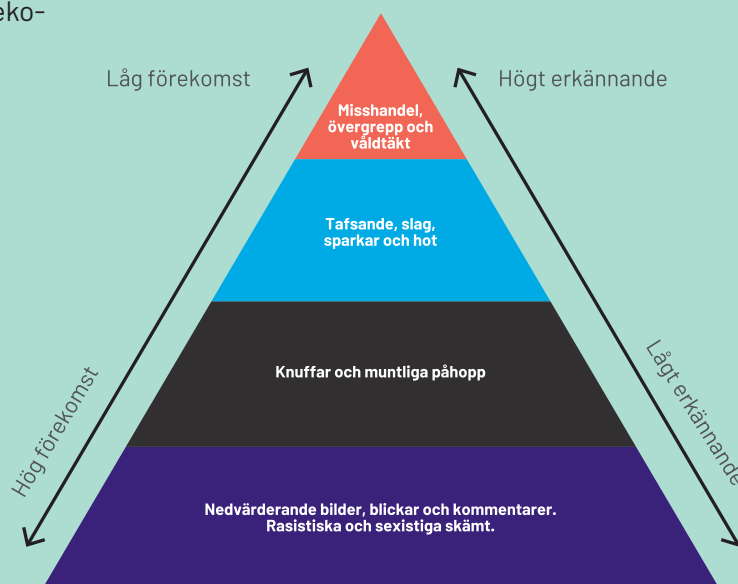 eko-
Låg förekomst
Högt erkännande
Misshandel,
övergrepp och
våldtäkt
Tafsande, slag,
sparkar och hot
Knuffar och muntliga påhopp
Hög förekomst
Lågt erkännande
Nedvärderande bilder, blickar och kommentarer.
Rasistiska och sexistiga skämt.